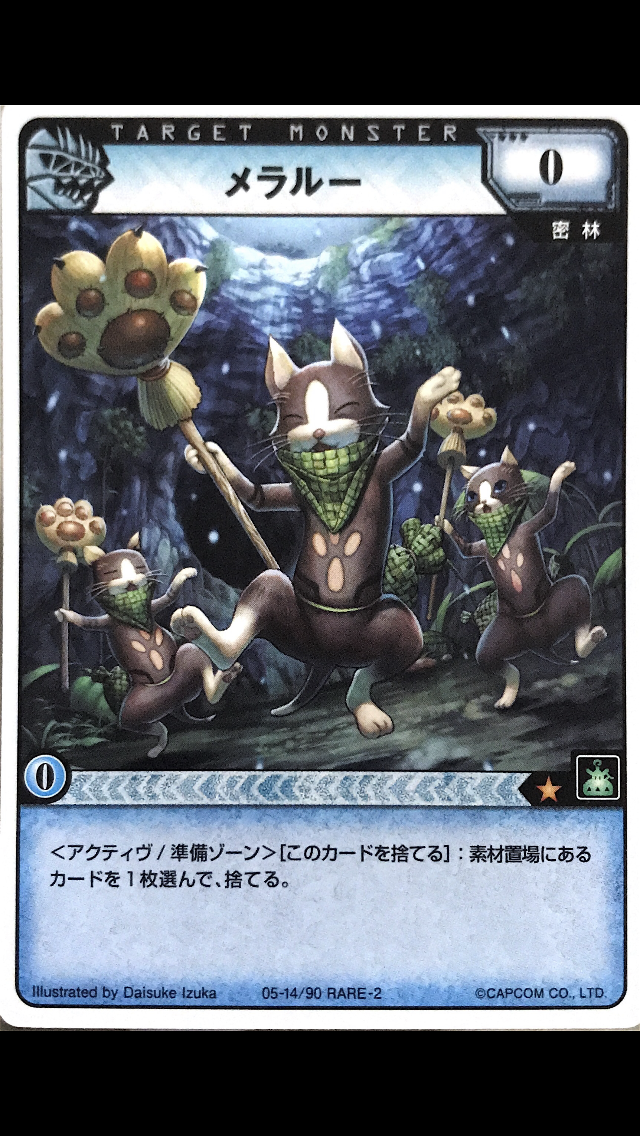 TARGET MONSTER
メラルー
0
密林
0
<アクティヴ / 準備ゾーン>[このカードを捨てる]：素材置場にある
カードを1枚選んで、捨てる。
Illustrated by Daisuke Izuka 05-14/90 RARE-2 ©CAPCOM CO., LTD.